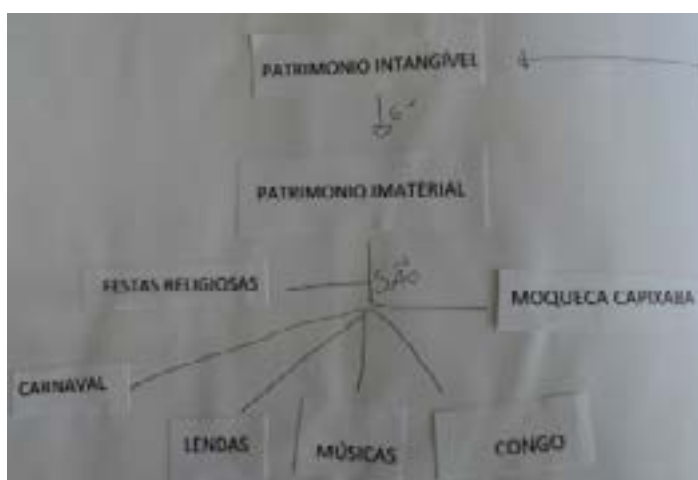 PATRIMONIO INTANGÍVEL
É
PATRIMONIO IMATERIAL
SÃO
FESTAS RELIGIOSAS
MOQUECA CAPIXABA
CARNAVAL
LENDAS
MÚSICAS
CONGO